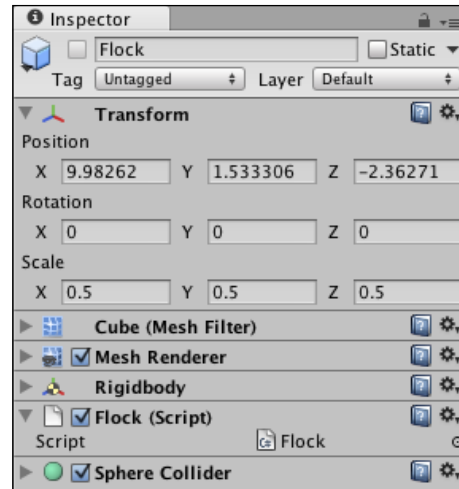 Inspector
Flock Static
Tag Untagged Layer Default
Transform
Position
X 9.98262 Y 1.533306 Z -2.36271
Rotation
X 0 Y 0 Z 0
Scale
X 0.5 Y 0.5 Z 0.5
Cube (Mesh Filter)
Mesh Renderer
Rigidbody
Flock (Script)
Script Flock
Sphere Collider